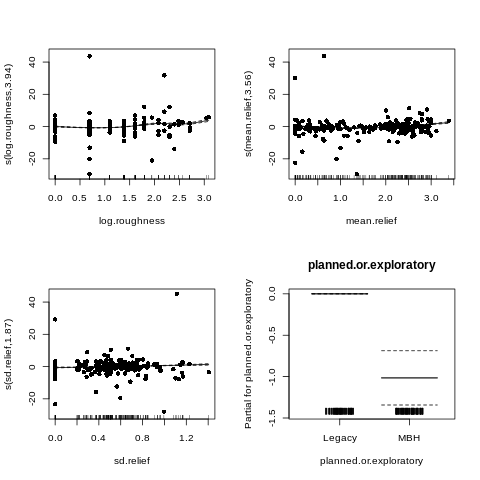 s(log.roughness,3.94)
40
20
0
-20
0.0 0.5 1.0 1.5 2.0 2.5 3.0
log.roughness
s(mean.relief,3.56)
40
20
0
-20
0.0 1.0 2.0 3.0
mean.relief
s(sd.relief,1.87)
40
20
0
-20
0.0 0.4 0.8 1.2
sd.relief
planned.or.exploratory
Partial for planned.or.exploratory
0.0
-0.5
-1.0
-1.5
Legacy MBH
planned.or.exploratory